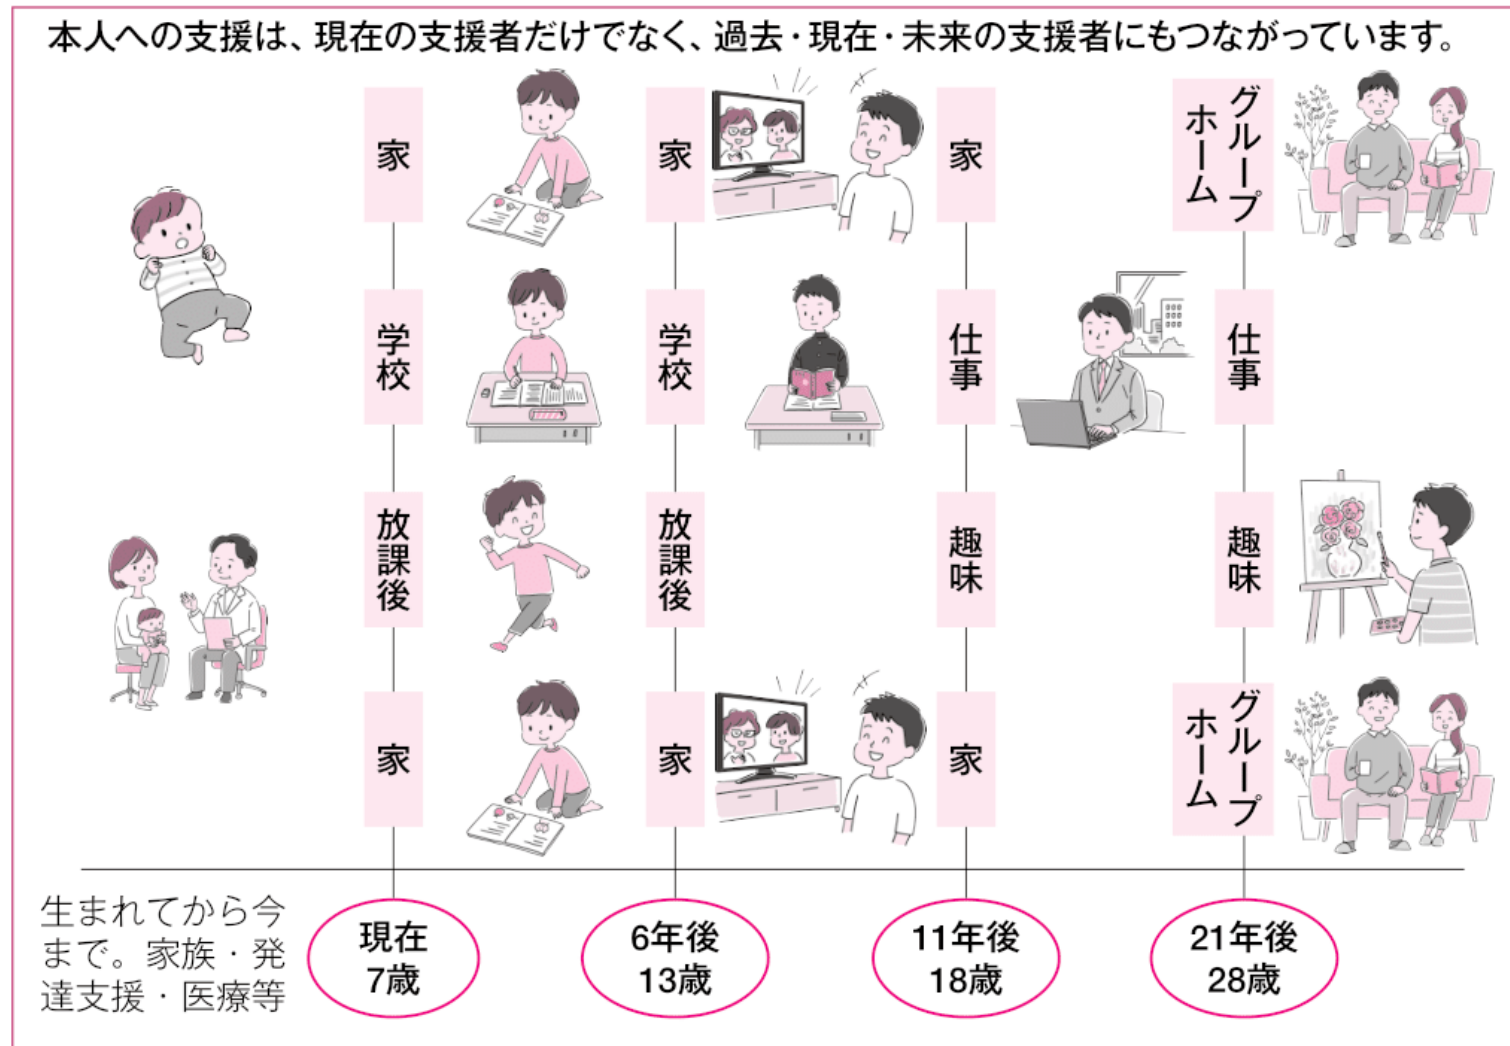 本人への支援は、現在の支援者だけでなく、過去・現在・未来の支援者にもつながっています。
家
学校
放課後
家
家
学校
放課後
家
家
仕事
趣味
家
グループ
ホーム
仕事
趣味
グループ
ホーム
生まれてから今
まで。家族・発
達支援・医療等
現在
7歳
6年後
13歳
11年後
18歳
21年後
28歳